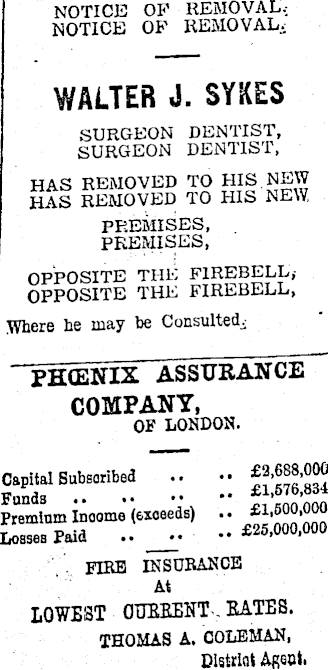 NOTICE OF REMOVAL.
NOTICE OF REMOVAL.
WALTER J. SYKES
SURGEON DENTIST,
SURGEON DENTIST,
HAS REMOVED TO HIS NEW
HAS REMOVED TO HIS NEW
PREMISES,
PREMISES,
OPPOSITE THE FIREBELL,
OPPOSITE THE FIREBELL,
Where he may be Consulted.
PHŒNIX ASSURANCE
COMPANY,
OF LONDON.
Capital Subscribed .. .. £2,688,000
Funds .. .. .. .. £1,576,834
Premium Income (exceeds) .. £1,500,000
Losses Paid .. .. .. £25,000,000
FIRE INSURANCE
At
LOWEST CURRENT RATES.
THOMAS A. COLEMAN,
District Agent.